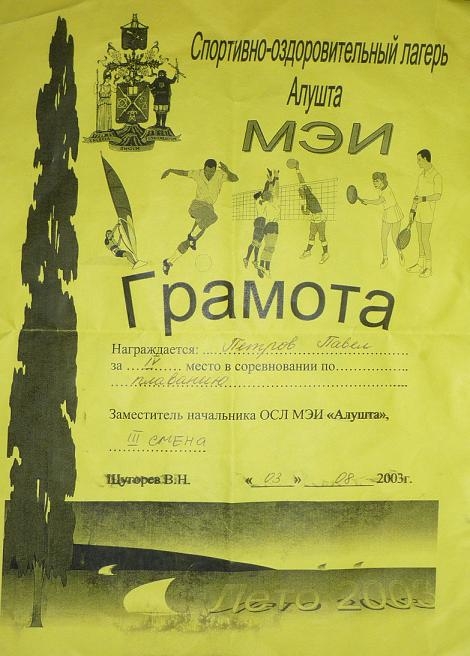 Спортивно-оздоровительный лагерь
Алушта
МЭИ
Грамота
Награждается: Петров Павел
за IV место в соревновании по
плаванию
Заместитель начальника ОСЛ МЭИ «Алушта»,
III СМЕНА
Щугорев В.Н. « 03 » 08 2003г.
Лето 2003